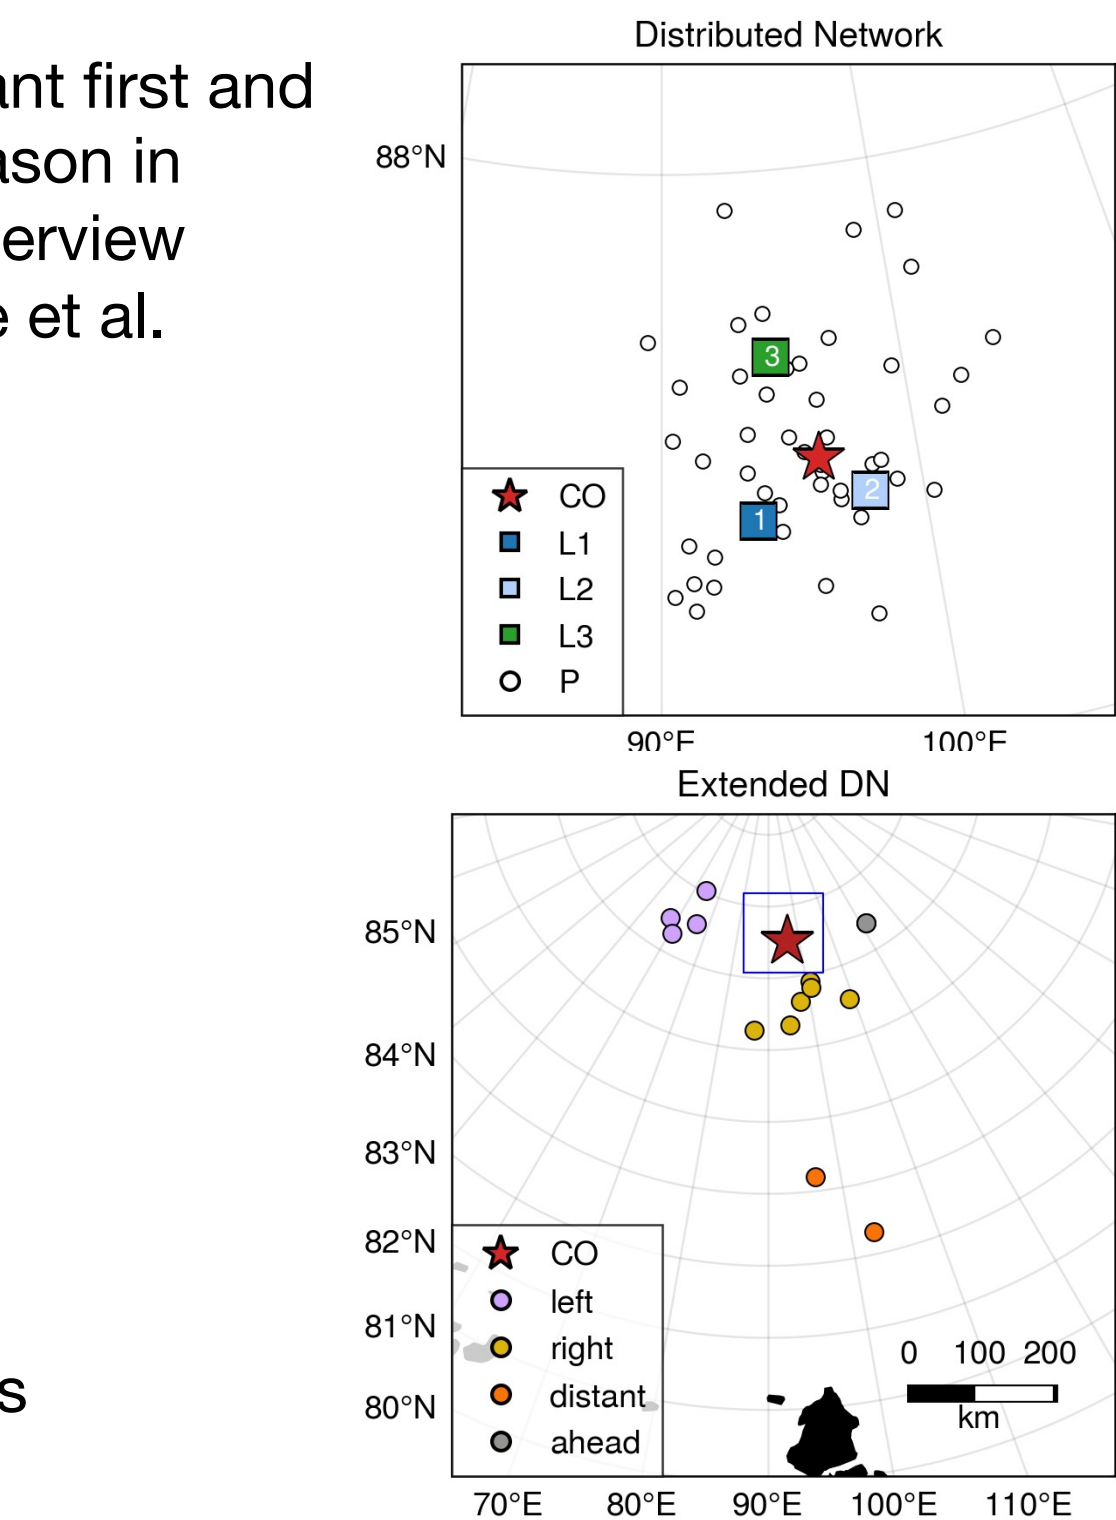 ant first and
ason in
erview
e et al.
s
Distributed Network
88°N
3
2
1
CO
L1
L2
L3
P
90°E
100°E
Extended DN
85°N
84°N
83°N
82°N
81°N
80°N
CO
left
right
distant
ahead
0 100 200
km
70°E 80°E 90°E 100°E 110°E